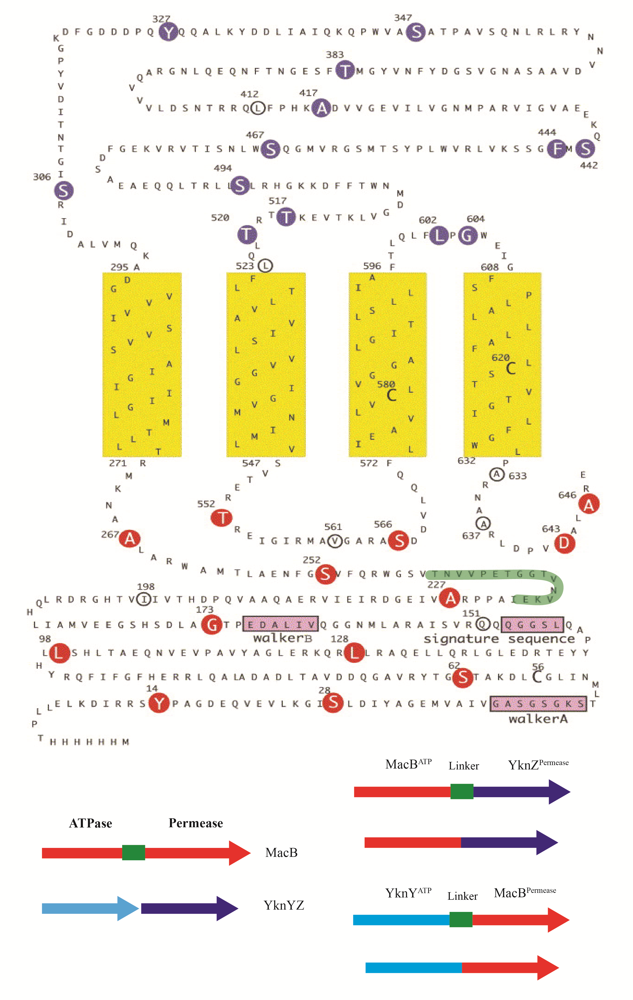 327 347
D F G D D D P Q Y Q Q A L K Y D D L I A I Q K Q P W V A S A T P A V S Q N L R L R Y
K N
G N
P V
383
A R G N L Q E Q N F T N G E S F T M G Y V N F Y D G S V G N A S A A V D
Y Q
V V
412 417
D V
V L D S N T R R Q L F P H K A D V V G E V I L V G N M P A R V I G V A E
I E
T K
N Q
467 444
T F G E K V R V T I S N L W S Q G M V R G S M T S Y P L W V R L V K S S G F M S
G D 442
I S
306 494
S A E A E Q Q L T R L L S L R H G K K D F F T W N
R M
517 D
520 R T T K E V T K L V G
I 602 604
D T Q L F L P G W
A L V M Q L L E
K Q T I
295 A 523 L 596 F 608 G
D F A F
G L I S
V V T L L L P L
I V A V L S L A
V S I V I T L L
S V L S L G F A
I A V V G A 620 C L
I G G G V G T S
I I G I 580 C L T V
L G M V L V I G
T M I N A V F L
L L L M I E W G
T V L L
271 R 547 S 572 F 632 P
M V Q A 633 E
K T Q R R
N E L N 646 A
A R V A L
552 T D A A
267 A R 561 566 637 R 643 D
L E I G I R M A V G A R A S D L D P V
A R W A M T L A E N F G S V F Q R W G S V T N V V P E T G G T V
252
198 227 N
Q L R D R G H T V I I V T H D P Q V A A Q A E R V I E I R D G E I V A R P P A I E K V
H 173 151
L I A M V E E G S H S D L A G T P E D A L I V Q G G N M L A R A I S V R Q Q Q G G S L Q A
walkerB signature sequence P
98 128
L L S H L T A E Q N V E V P A V Y A G L E R K Q R L L R A Q E L L Q R L G L E D R T E Y Y
H 62 56
Y R Q F I F G F H E R R L Q A L A D A D L T A V D D Q G A V R Y T G S T A K D L C G L I N
M
14 28 L
L E L K D I R R S Y P A G D E Q V E V L K G I S L D I Y A G E M V A I V G A S G S G K S T
L walkerA
P
T H H H H H H M
MacB^ATP Linker YknZ^Permease
ATPase Permease
MacB
YknY^ATP Linker MacB^Permease
YknYZ